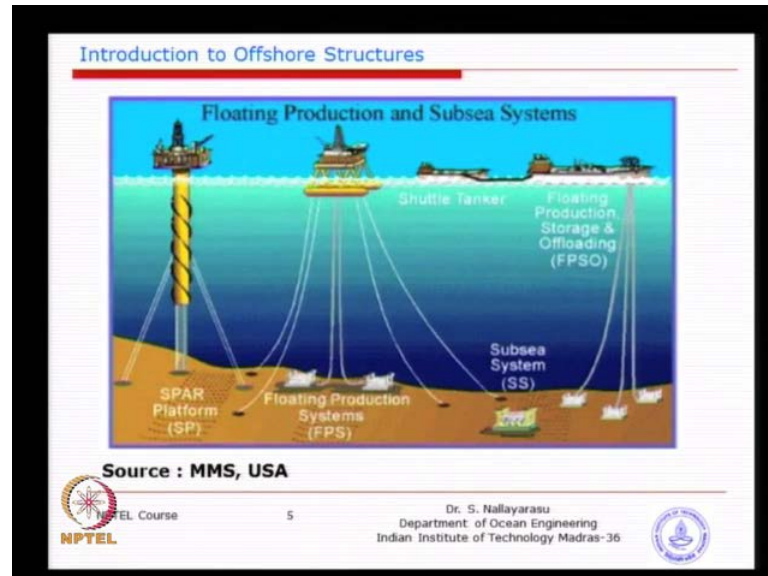 Introduction to Offshore Structures
Floating Production and Subsea Systems
Shuttle Tanker
Floating
Production,
Storage &
Offloading
(FPSO)
Subsea
System
(SS)
SPAR
Platform
(SP)
Floating Production
Systems
(FPS)
Source : MMS, USA
NPTEL Course
5
Dr. S. Nallayarasu
Department of Ocean Engineering
Indian Institute of Technology Madras-36
NPTEL